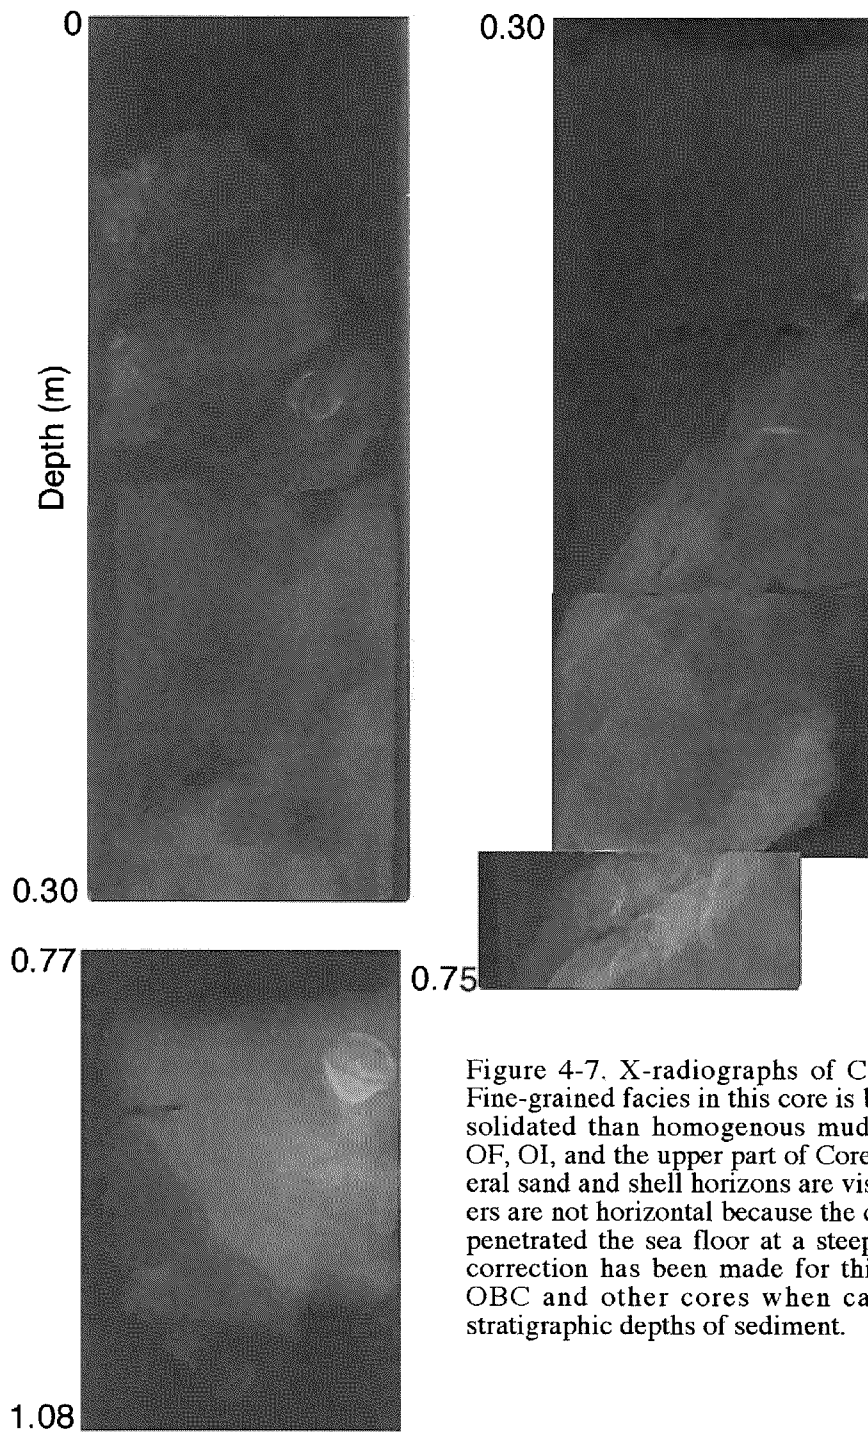 0
0.30
Depth (m)
0.30
0.77
0.75
1.08
Figure 4-7. X-radiographs of
Fine-grained facies in this core is
solidated than homogenous mud
OF, OI, and the upper part of Core
eral sand and shell horizons are
ers are not horizontal because the
penetrated the sea floor at a steep
correction has been made for
OBC and other cores when
stratigraphic depths of sediment.